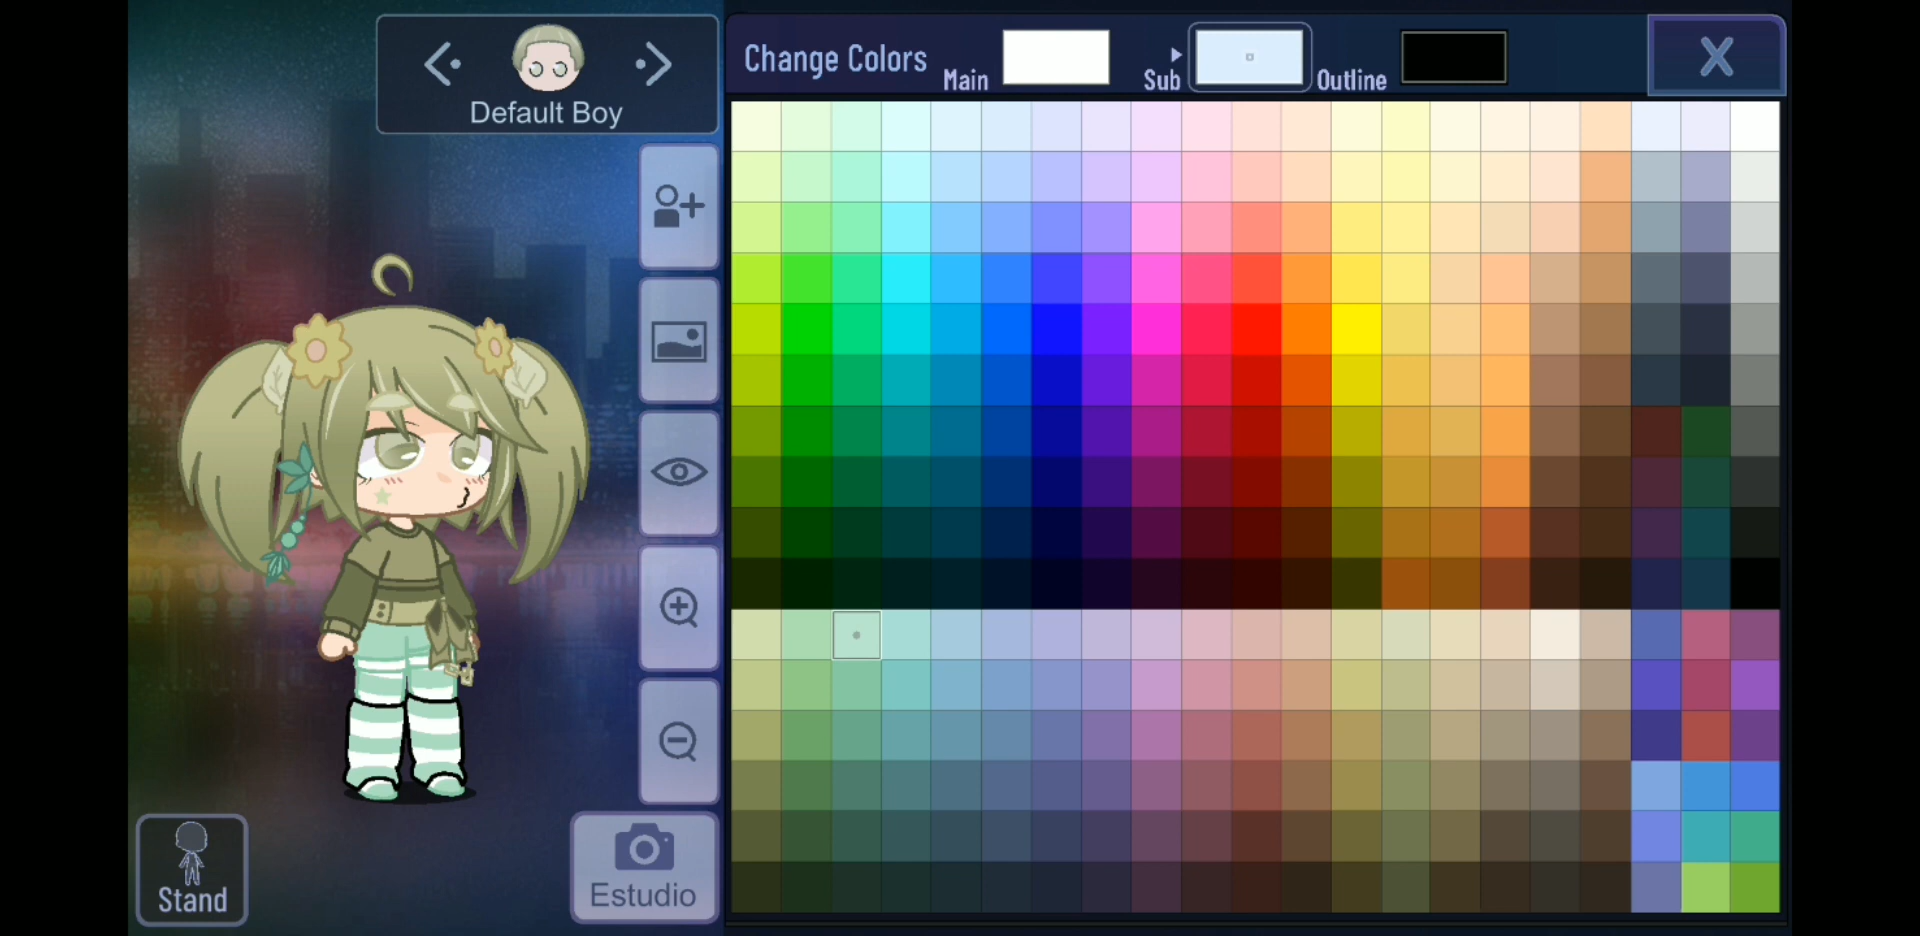 Default Boy
Change Colors
Main
Sub
Outline
X
Stand
Estudio